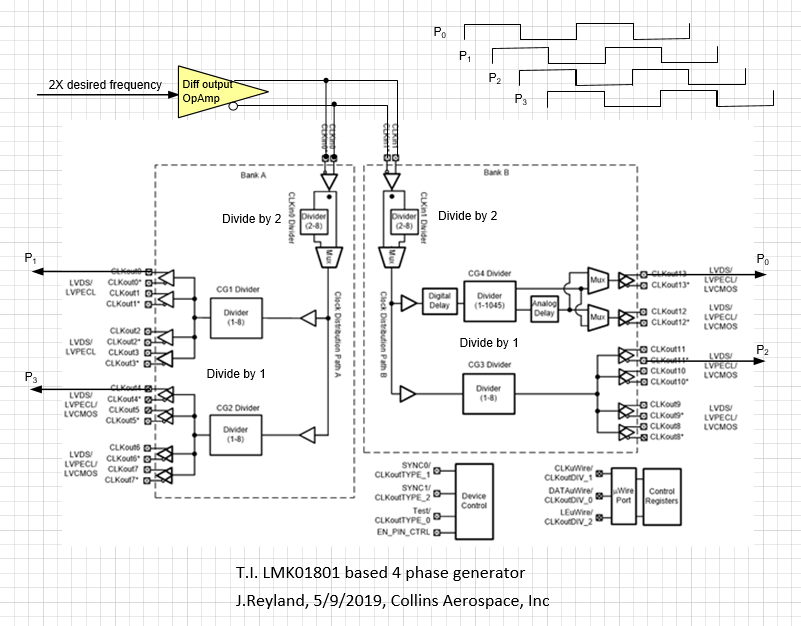 P0
P1
P2
P3
2X desired frequency
Diff output
OpAmp
CLKin0
CLKin0*
CLKin1*
CLKin1
Bank A
Bank B
CLKin0 Divider
Divider
(2-8)
Divide by 2
Mux
Divider
(2-8)
CLKin1 Divider
Divide by 2
Mux
P1
CLKout0
CLKout0*
CLKout1
CLKout1*
LVDS/
LVPECL
CG1 Divider
Divider
(1-8)
CLKout2
CLKout2*
CLKout3
CLKout3*
LVDS/
LVPECL
Divide by 1
Clock Distribution Path A
P3
CLKout4
CLKout4*
CLKout5
CLKout5*
LVDS/
LVPECL/
LVCMOS
CG2 Divider
Divider
(1-8)
CLKout6
CLKout6*
CLKout7
CLKout7*
LVDS/
LVPECL/
LVCMOS
Clock Distribution Path B
CG4 Divider
Digital
Delay
Divider
(1-1045)
Analog
Delay
Mux
Mux
P0
CLKout13
CLKout13*
LVDS/
LVPECL/
LVCMOS
CLKout12
CLKout12*
LVDS/
LVPECL/
LVCMOS
Divide by 1
CG3 Divider
Divider
(1-8)
P2
CLKout11
CLKout11*
CLKout10
CLKout10*
LVDS/
LVPECL/
LVCMOS
CLKout9
CLKout9*
CLKout8
CLKout8*
LVDS/
LVPECL/
LVCMOS
SYNC0/
CLKoutTYPE_1
SYNC1/
CLKoutTYPE_2
Test/
CLKoutTYPE_0
EN_PIN_CTRL
Device
Control
CLKuWire/
CLKoutDIV_1
DATAuWire/
CLKoutDIV_0
LEuWire/
CLKoutDIV_2
µWire
Port
Control
Registers
T.I. LMK01801 based 4 phase generator
J.Reyland, 5/9/2019, Collins Aerospace, Inc